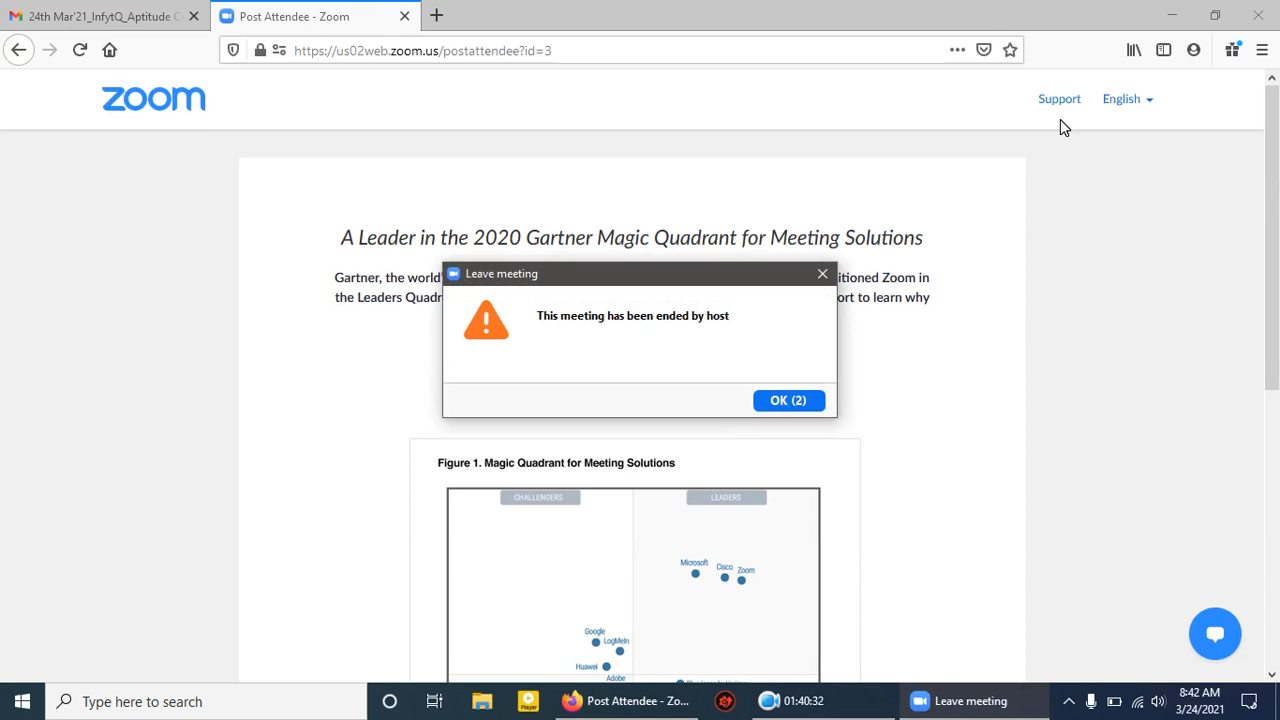 24th Mar'21_InfytQ_Aptitude C
Post Attendee - Zoom
https://us02web.zoom.us/postattendee?id=3
zoom
Support
English
A Leader in the 2020 Gartner Magic Quadrant for Meeting Solutions
Gartner, the world'
itioned Zoom in
the Leaders Quadr
ort to learn why
Leave meeting
This meeting has been ended by host
OK (2)
Figure 1. Magic Quadrant for Meeting Solutions
CHALLENGERS
LEADERS
Microsoft
Cisco
Zoom
Google
LogMeIn
Huawei
Adobe
Type here to search
Player
Post Attendee - Zo...
01:40:32
Leave meeting
8:42 AM
3/24/2021